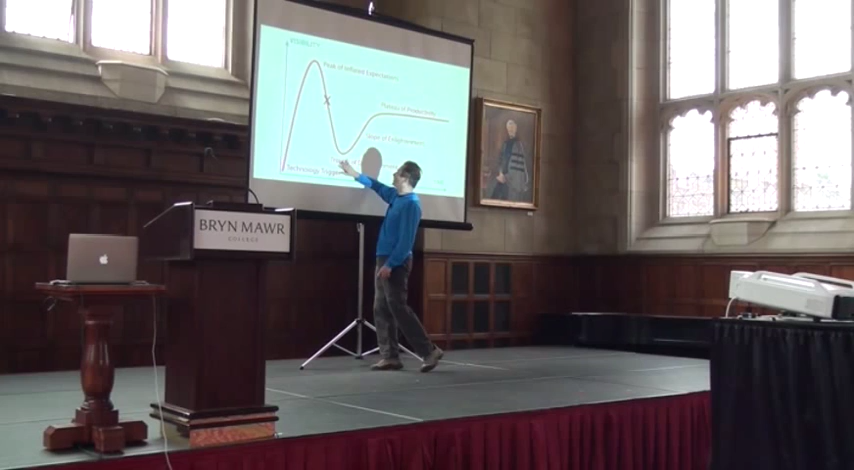 VISIBILITY
Peak of Inflated Expectations
Plateau of Productivity
Slope of Enlightenment
Technology Trigger
BRYN MAWR
COLLEGE